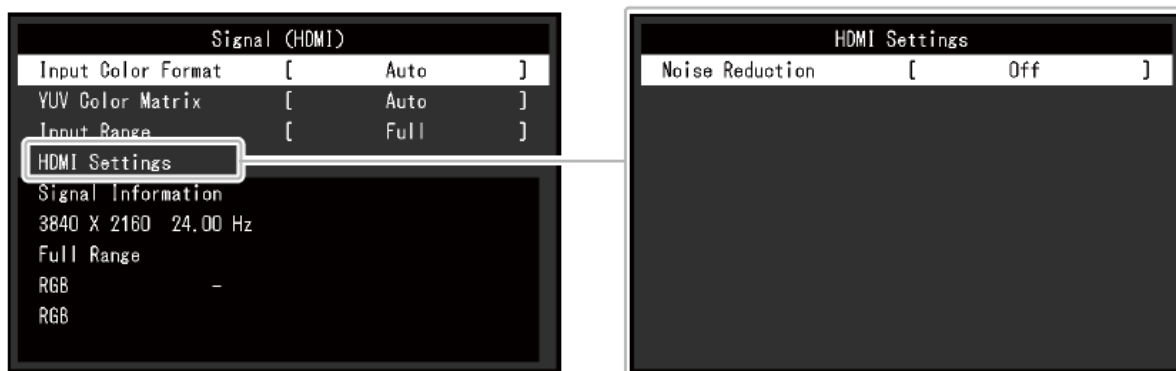 Signal (HDMI)
Input Color Format [ Auto ]
YUV Color Matrix [ Auto ]
Input Range [ Full ]
HDMI Settings
Signal Information
3840 X 2160 24.00 Hz
Full Range
RGB –
RGB
HDMI Settings
Noise Reduction [ Off ]